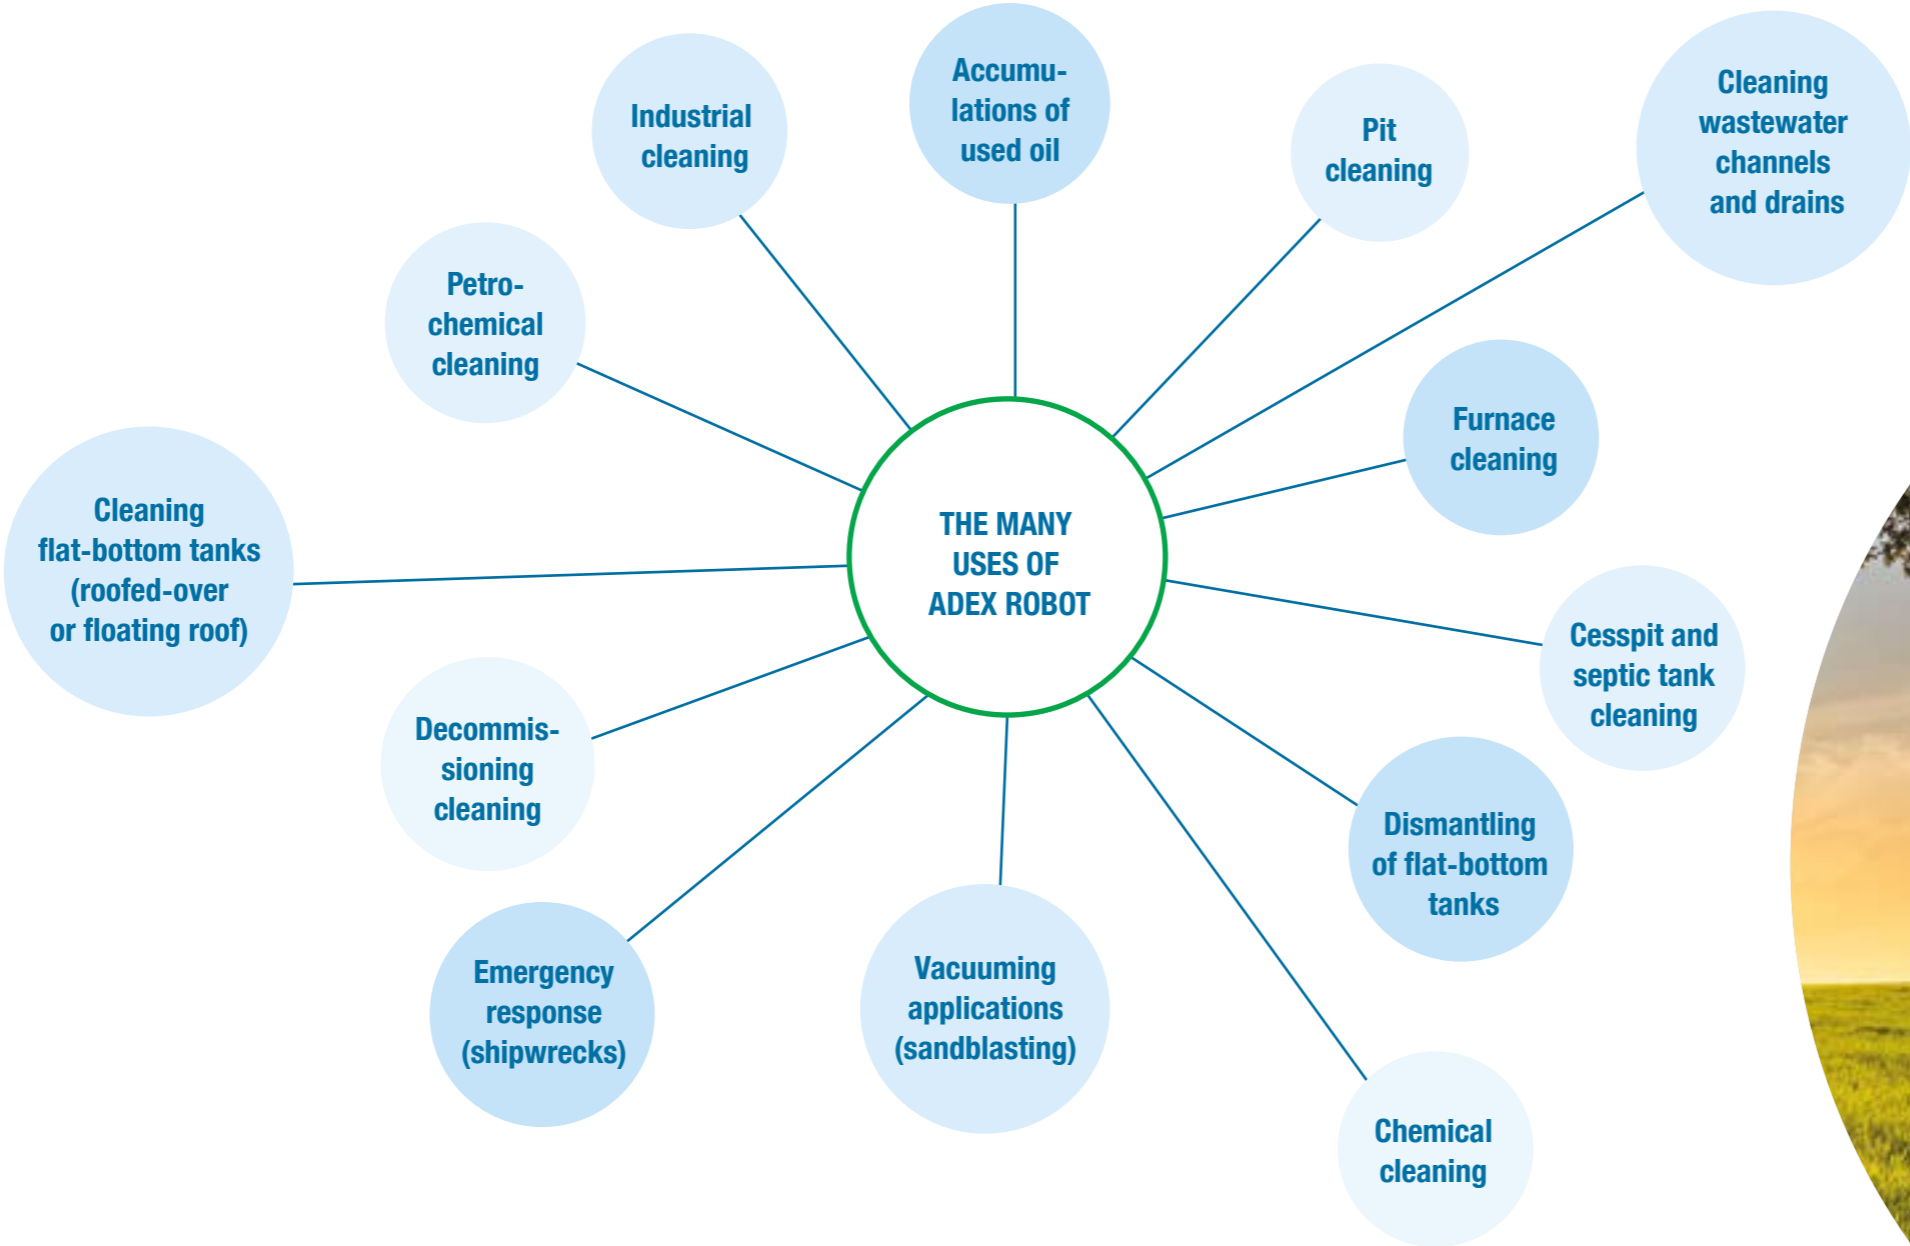 Accumu-
lations of
used oil
Industrial
cleaning
Pit
cleaning
Cleaning
wastewater
channels
and drains
Petro-
chemical
cleaning
Furnace
cleaning
Cleaning
flat-bottom tanks
(roofed-over
or floating roof)
THE MANY
USES OF
ADEX ROBOT
Cesspit and
septic tank
cleaning
Decommis-
sioning
cleaning
Dismantling
of flat-bottom
tanks
Emergency
response
(shipwrecks)
Vacuuming
applications
(sandblasting)
Chemical
cleaning